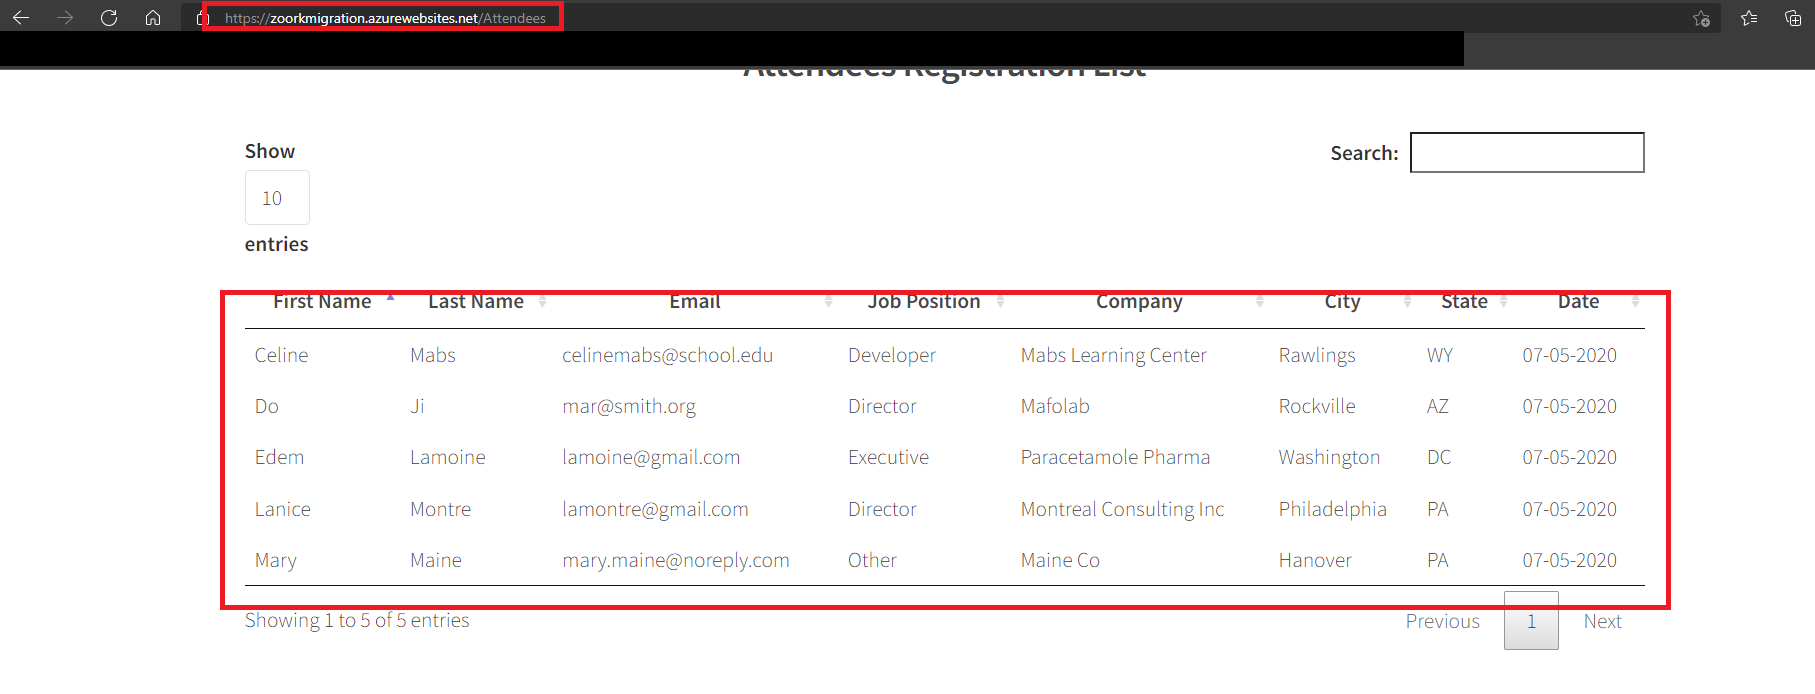 https://zoorkmigration.azurewebsites.net/Attendees
Attendees Registration List
Show
10
entries
Search:
First Name Last Name Email Job Position Company City State Date
Celine Mabs celinemabs@school.edu Developer Mabs Learning Center Rawlings WY 07-05-2020
Do Ji mar@smith.org Director Mafolab Rockville AZ 07-05-2020
Edem Lamoine lamoine@gmail.com Executive Paracetamole Pharma Washington DC 07-05-2020
Lanice Montre lamontre@gmail.com Director Montreal Consulting Inc Philadelphia PA 07-05-2020
Mary Maine mary.maine@noreply.com Other Maine Co Hanover PA 07-05-2020
Showing 1 to 5 of 5 entries
Previous 1 Next